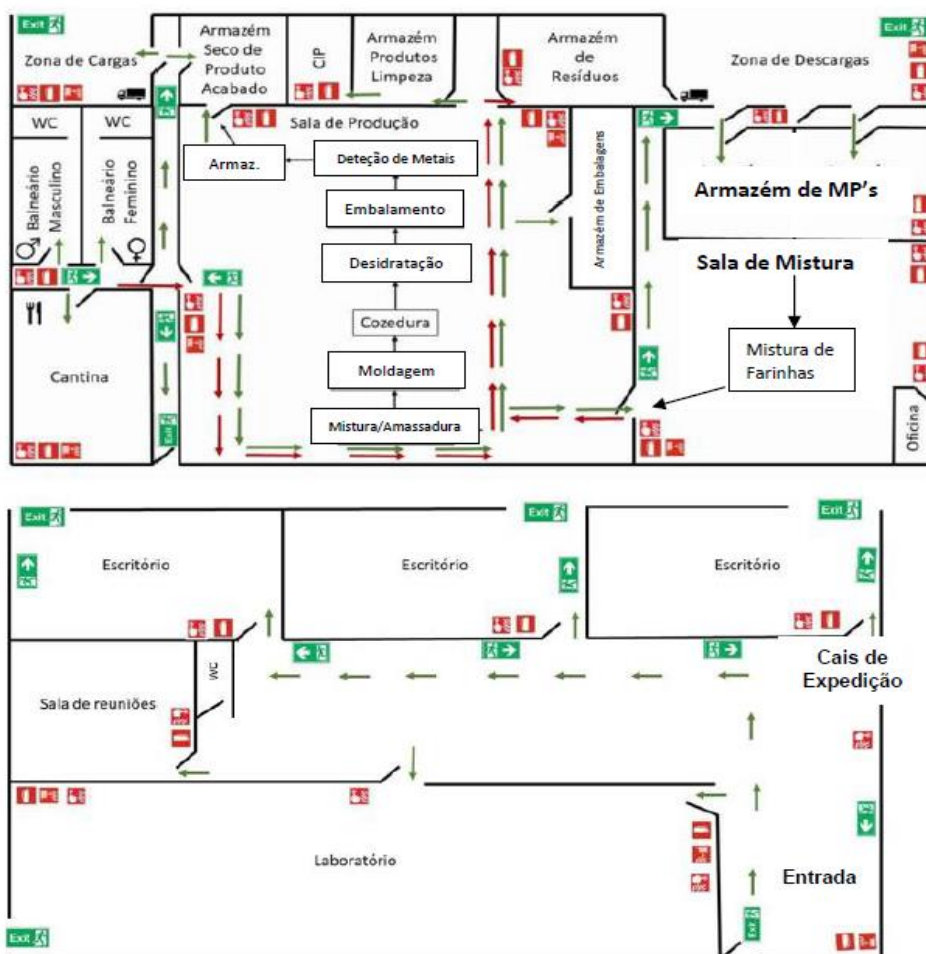 Exit
Zona de Cargas
Armazém
Seco de
Produto
Acabado
CIP
Armazém
Produtos
Limpeza
Armazém
de
Resíduos
Zona de Descargas
Exit
WC
WC
Balneário
Masculino
Balneário
Feminino
Sala de Produção
Armaz.
Deteção de Metais
Embalamento
Desidratação
Cozedura
Moldagem
Mistura/Amassadura
Armazém de Embalagens
Armazém de MP's
Sala de Mistura
Mistura de
Farinhas
Oficina
Cantina
Exit
Exit
Exit
Exit
Escritório
Escritório
Escritório
Sala de reuniões
WC
Cais de
Expedição
Laboratório
Entrada
Exit
Exit